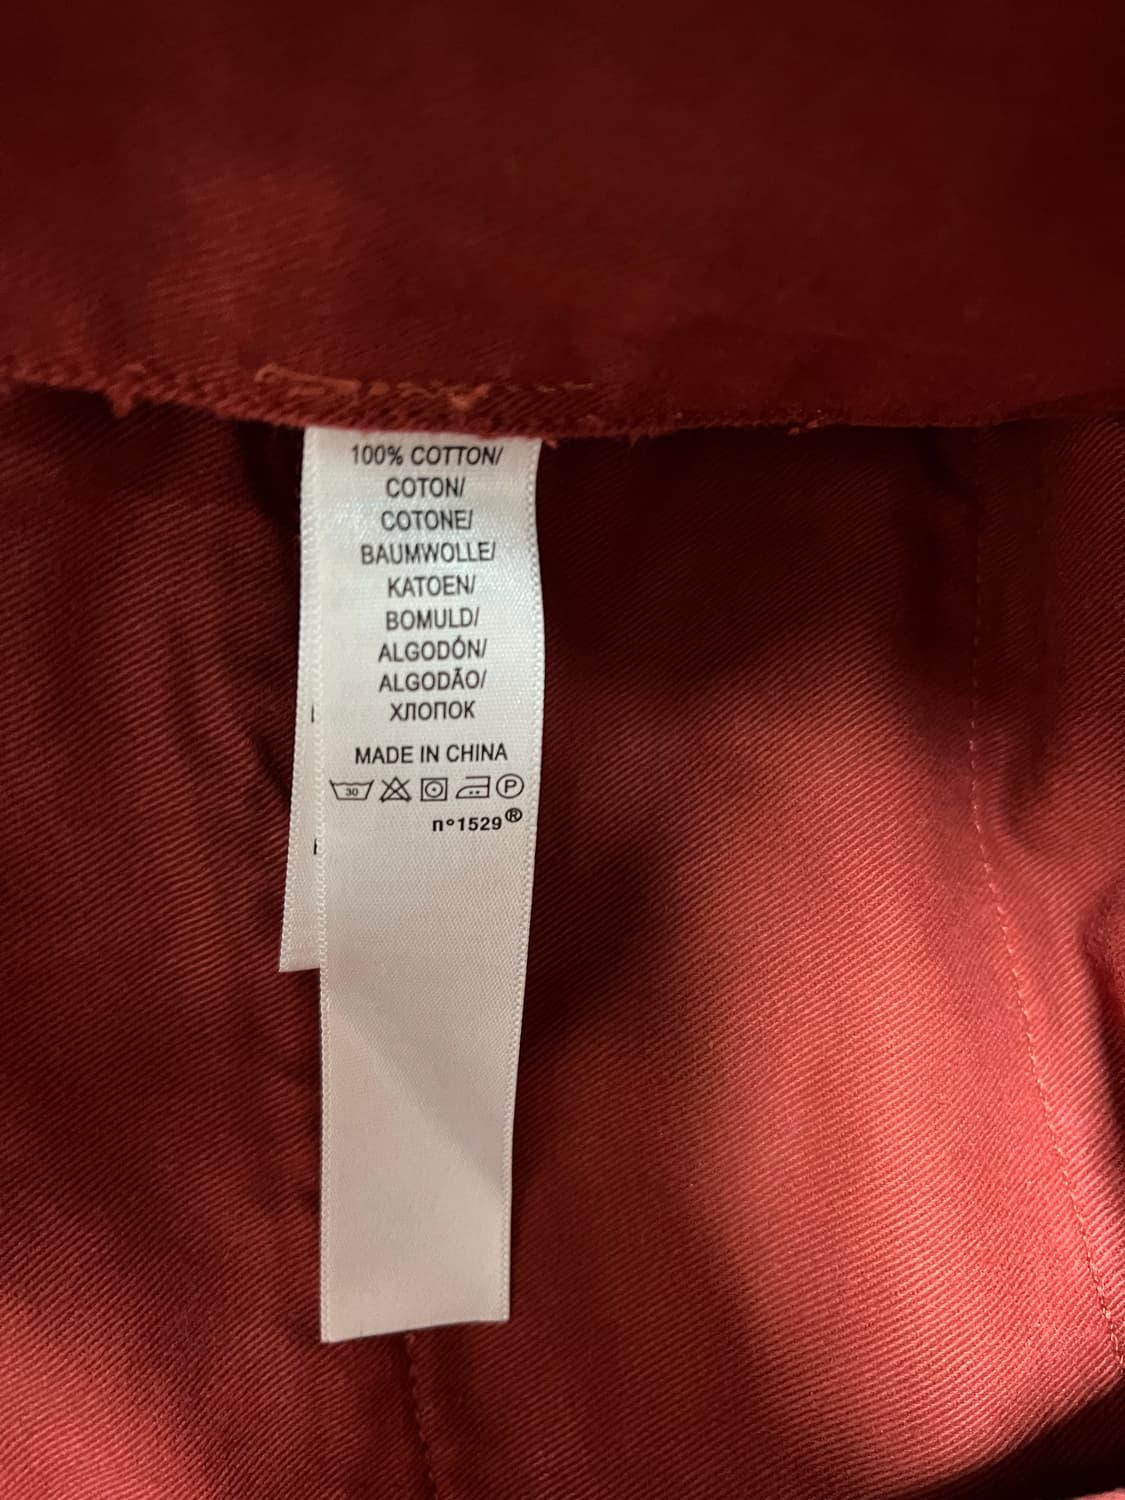 100% COTTON/
COTON/
COTONE/
BAUMWOLLE/
KATOEN/
BOMULD/
ALGODÓN/
ALGODÃO/
ХЛОПОК
MADE IN CHINA
30 P
n°1529®